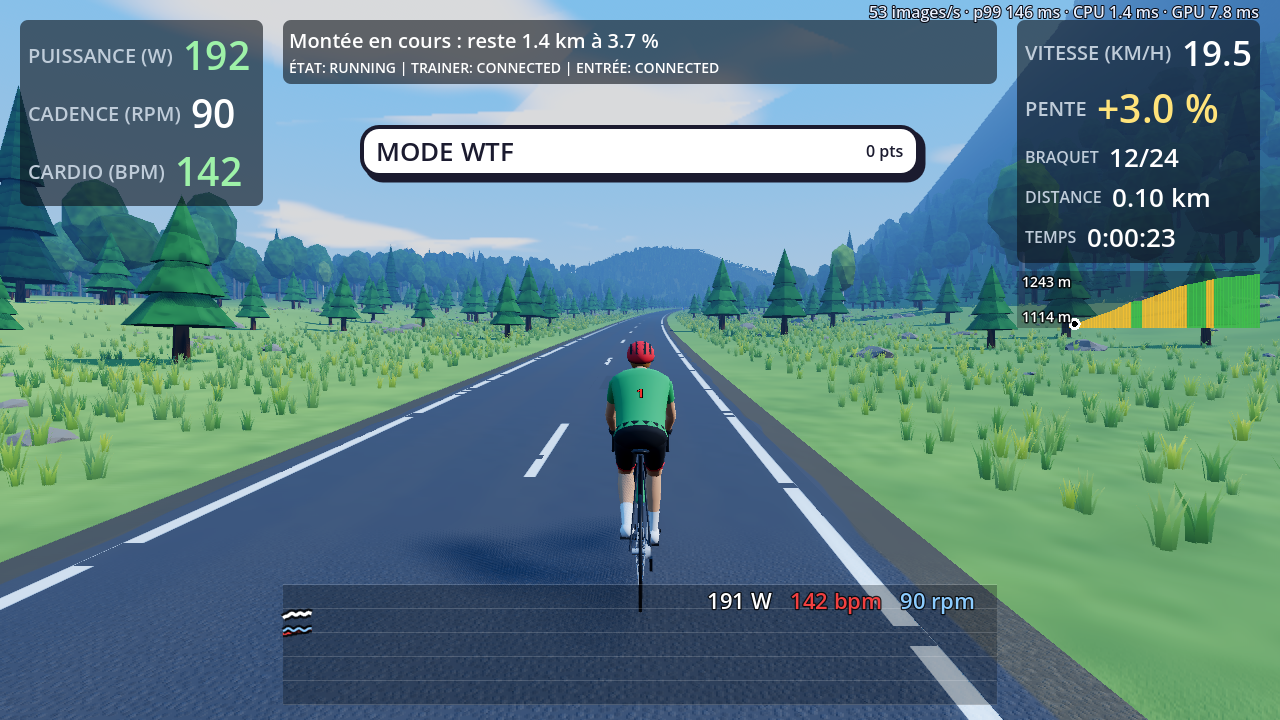 53 images/s · p99 146 ms · CPU 1.4 ms · GPU 7.8 ms
PUISSANCE (W) 192
CADENCE (RPM) 90
CARDIO (BPM) 142
Montée en cours : reste 1.4 km à 3.7 %
ÉTAT: RUNNING | TRAINER: CONNECTED | ENTRÉE: CONNECTED
MODE WTF 0 pts
VITESSE (KM/H) 19.5
PENTE +3.0 %
BRAQUET 12/24
DISTANCE 0.10 km
TEMPS 0:00:23
1243 m
1114 m
1
191 W 142 bpm 90 rpm